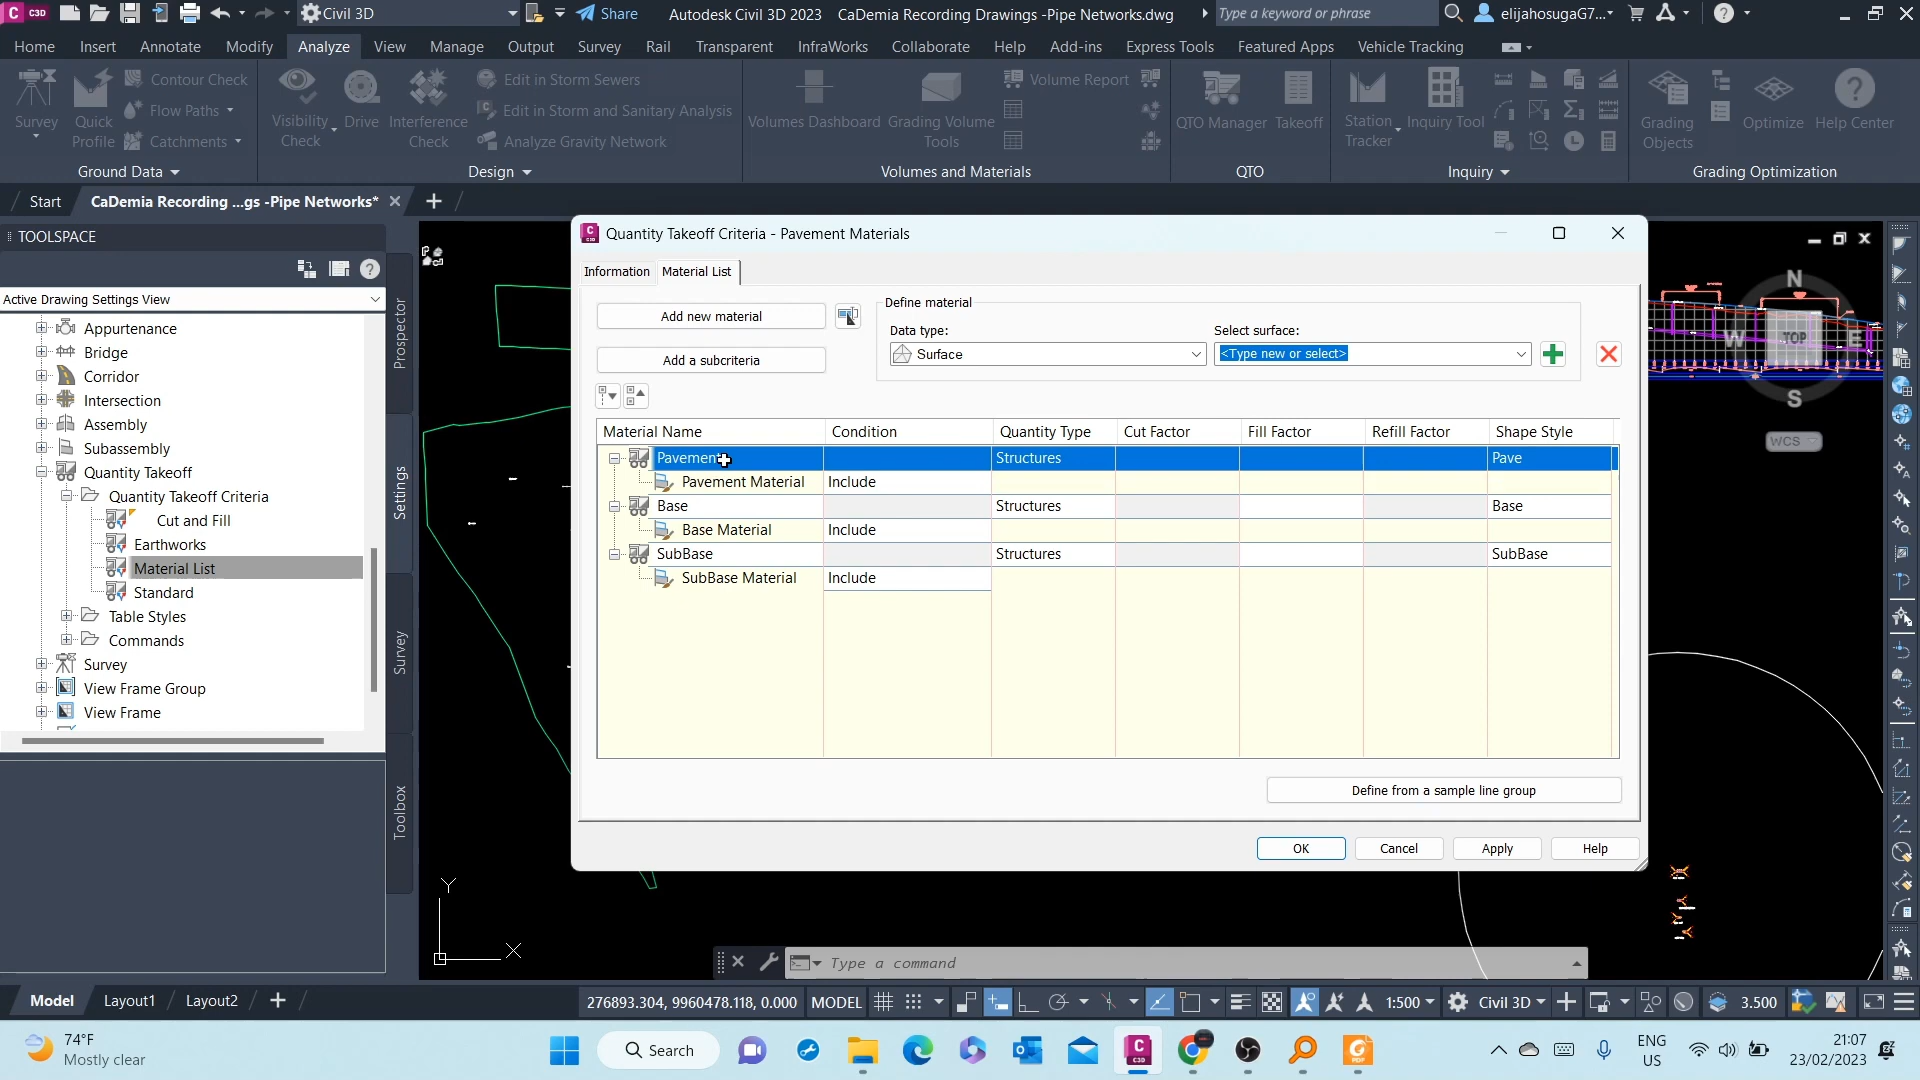 C3D Civil 3D Share Autodesk Civil 3D 2023 CaDemia Recording Drawings -Pipe Networks.dwg Type a keyword or phrase elijahosugaG7...
Home Insert Annotate Modify Analyze View Manage Output Survey Rail Transparent InfraWorks Collaborate Help Add-ins Express Tools Featured Apps Vehicle Tracking
Contour Check Edit in Storm Sewers Volume Report
Flow Paths Edit in Storm and Sanitary Analysis
Survey Quick Profile Visibility Check Drive Interference Check Volumes Dashboard Grading Volume Tools QTO Manager Takeoff Station Tracker Inquiry Tool Grading Objects Optimize Help Center
Catchments Analyze Gravity Network
Ground Data Design Volumes and Materials QTO Inquiry Grading Optimization
Start CaDemia Recording ...gs -Pipe Networks*
TOOLSPACE
Active Drawing Settings View
Appurtenance
Bridge
Corridor
Intersection
Assembly
Subassembly
Quantity Takeoff
Quantity Takeoff Criteria
Cut and Fill
Earthworks
Material List
Standard
Table Styles
Commands
Survey
View Frame Group
View Frame
Prospector
Settings
Survey
Toolbox
Quantity Takeoff Criteria - Pavement Materials
Information Material List
Add new material
Add a subcriteria
Define material
Data type: Select surface:
Surface <Type new or select>
Material Name Condition Quantity Type Cut Factor Fill Factor Refill Factor Shape Style
Pavement Structures Pave
Pavement Material Include
Base Structures Base
Base Material Include
SubBase Structures SubBase
SubBase Material Include
Define from a sample line group
OK Cancel Apply Help
N
W TOP E
S
WCS
Y
X
Type a command
Model Layout1 Layout2 276893.304, 9960478.118, 0.000 MODEL 1:500 Civil 3D 3.500
74°F
Mostly clear
Search
ENG
US
21:07
23/02/2023